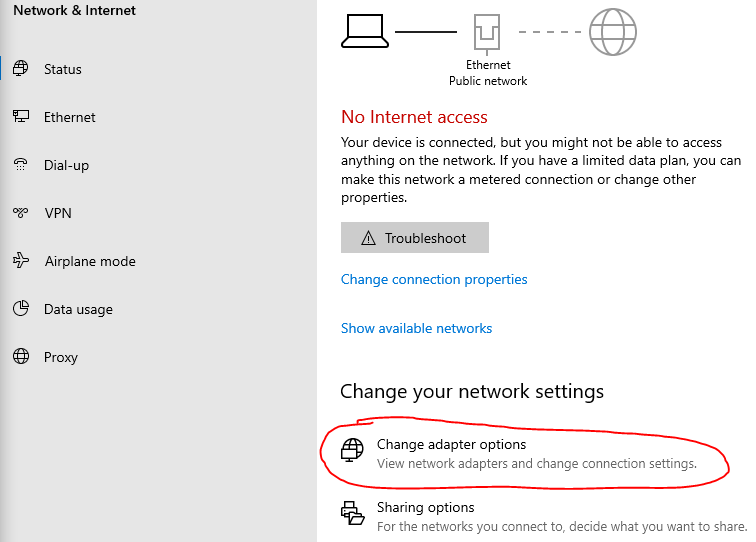 Network & Internet
Status
Ethernet
Dial-up
VPN
Airplane mode
Data usage
Proxy
Ethernet
Public network
No Internet access
Your device is connected, but you might not be able to access
anything on the network. If you have a limited data plan, you can
make this network a metered connection or change other
properties.
Troubleshoot
Change connection properties
Show available networks
Change your network settings
Change adapter options
View network adapters and change connection settings.
Sharing options
For the networks you connect to, decide what you want to share.